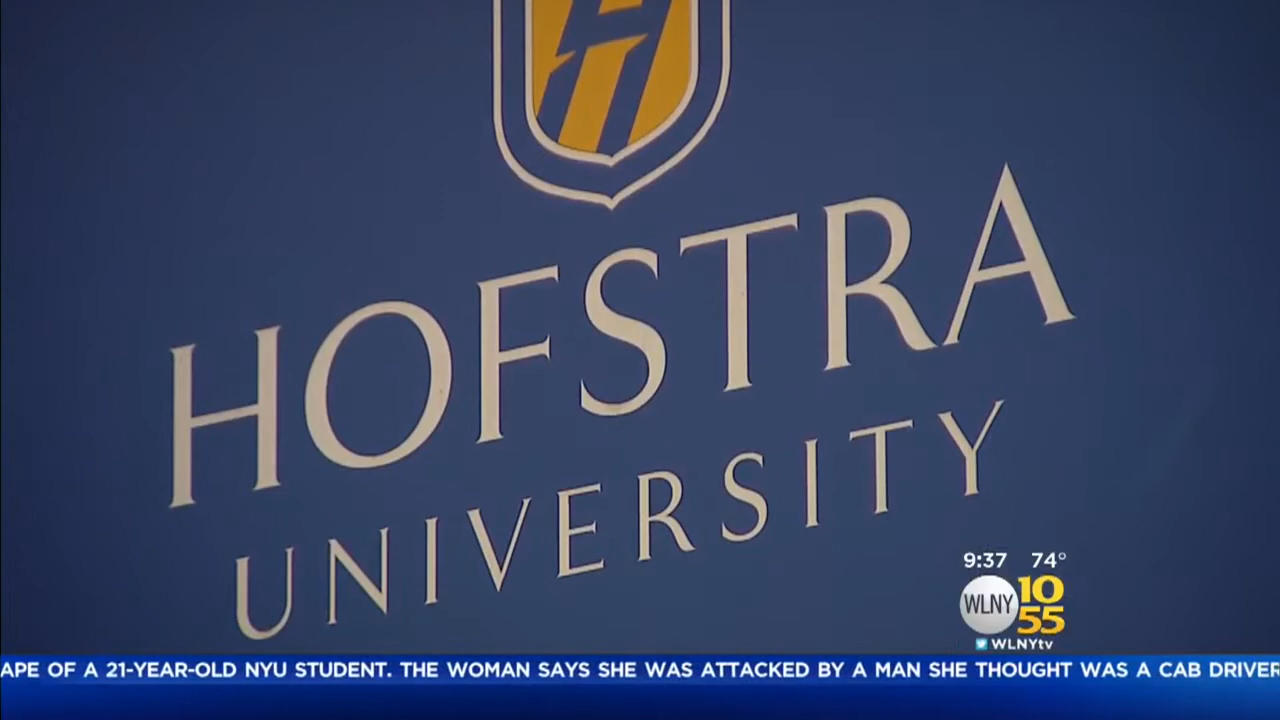 H
HOFSTRA
UNIVERSITY
9:37 74°
WLNY 10
55
WLNYtv
APE OF A 21-YEAR-OLD NYU STUDENT. THE WOMAN SAYS SHE WAS ATTACKED BY A MAN SHE THOUGHT WAS A CAB DRIVER